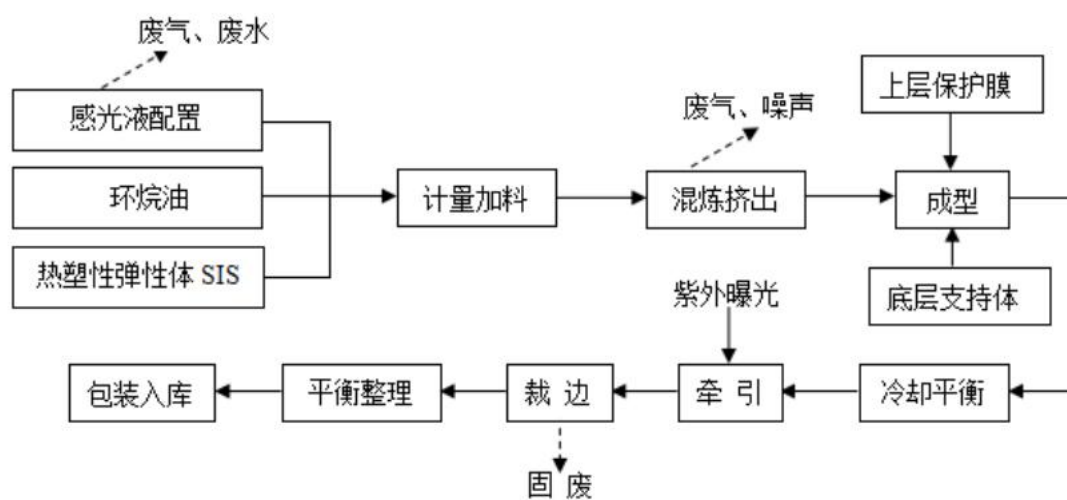 废气、废水
感光液配置
环烷油
热塑性弹性体 SIS
计量加料
废气、噪声
混炼挤出
上层保护膜
成型
底层支持体
紫外曝光
包装入库
平衡整理
裁 边
牵 引
冷却平衡
固 废